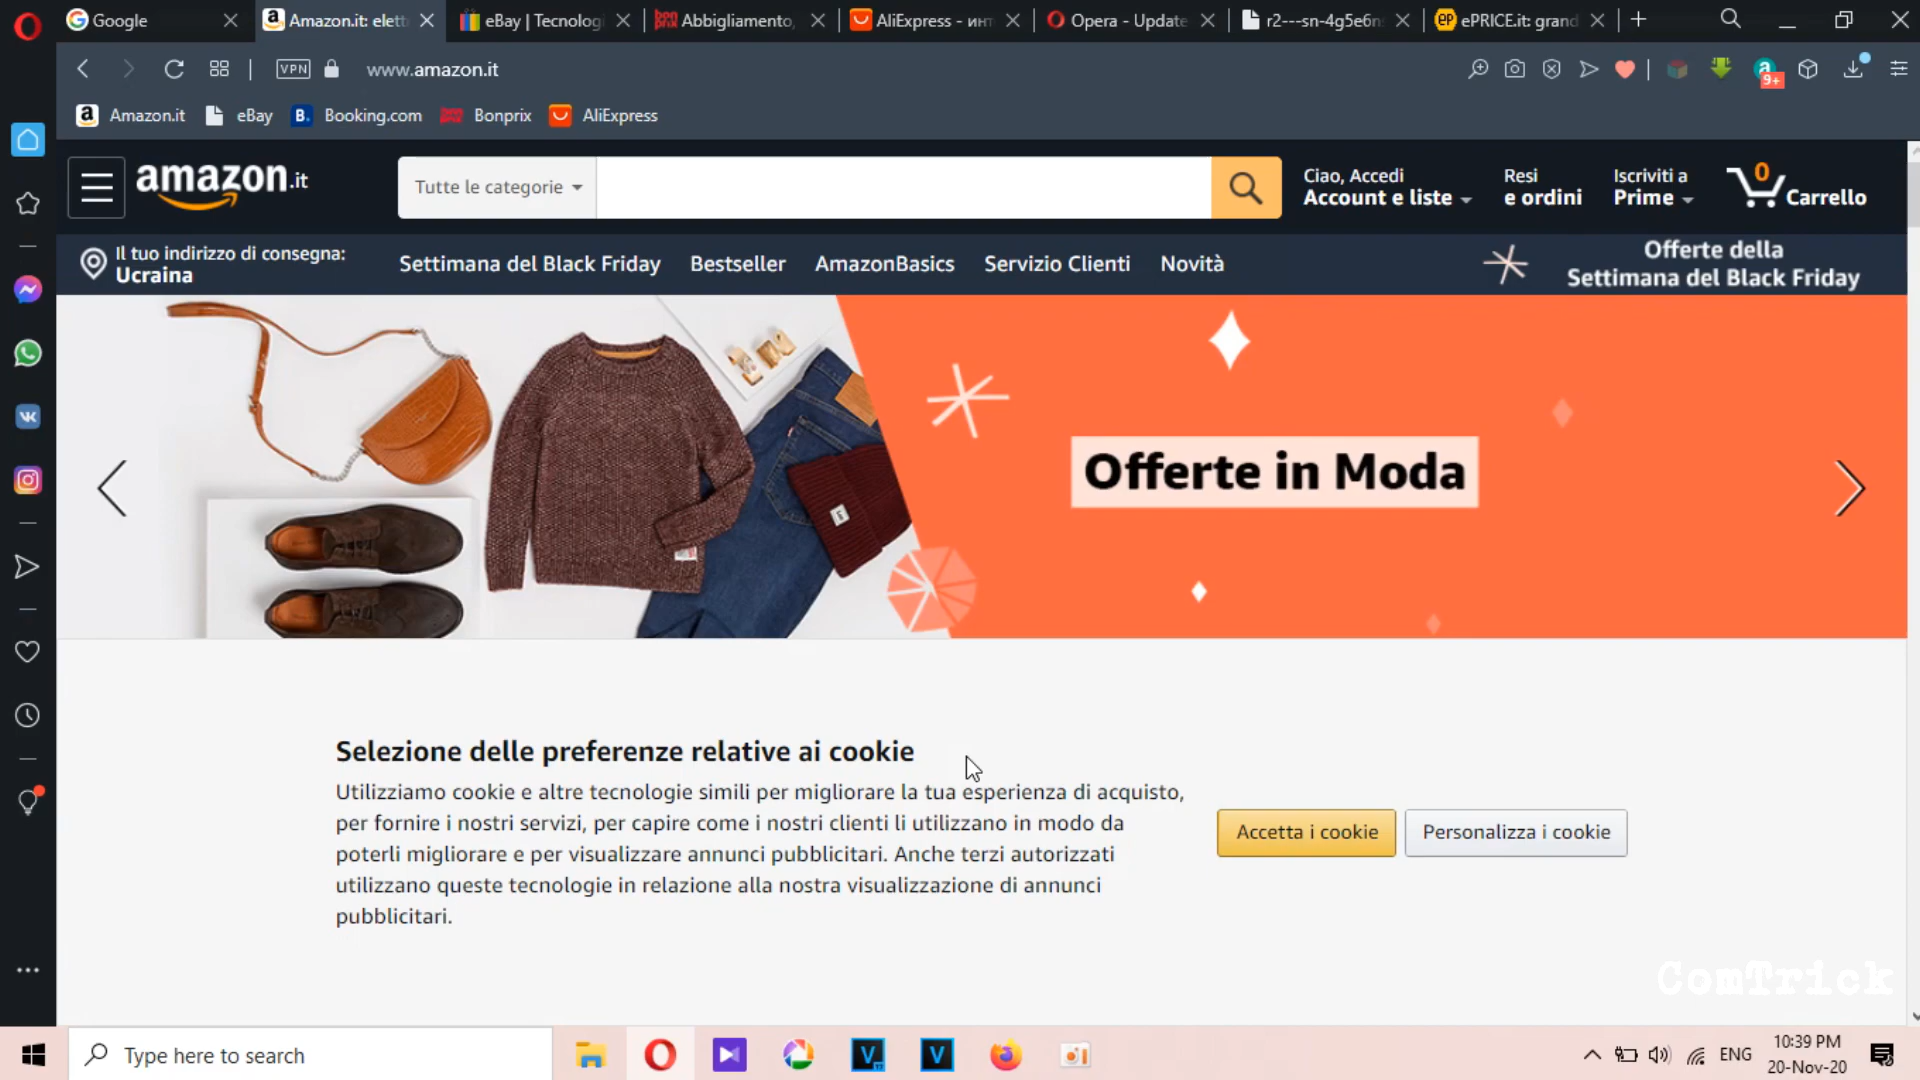 Google
Amazon.it: elett
eBay | Tecnologi
Abbigliamento,
AliExpress - инт
Opera - Update
r2---sn-4g5e6n
ePRICE.it: grand
VPN
www.amazon.it
9+
Amazon.it
eBay
Booking.com
Bonprix
AliExpress
amazon.it
Tutte le categorie
Ciao, Accedi
Account e liste
Resi
e ordini
Iscriviti a
Prime
0
Carrello
Il tuo indirizzo di consegna:
Ucraina
Settimana del Black Friday
Bestseller
AmazonBasics
Servizio Clienti
Novità
Offerte della
Settimana del Black Friday
Offerte in Moda
Selezione delle preferenze relative ai cookie
Utilizziamo cookie e altre tecnologie simili per migliorare la tua esperienza di acquisto,
per fornire i nostri servizi, per capire come i nostri clienti li utilizzano in modo da
poterli migliorare e per visualizzare annunci pubblicitari. Anche terzi autorizzati
utilizzano queste tecnologie in relazione alla nostra visualizzazione di annunci
pubblicitari.
Accetta i cookie
Personalizza i cookie
ComTrick
Type here to search
ENG
10:39 PM
20-Nov-20